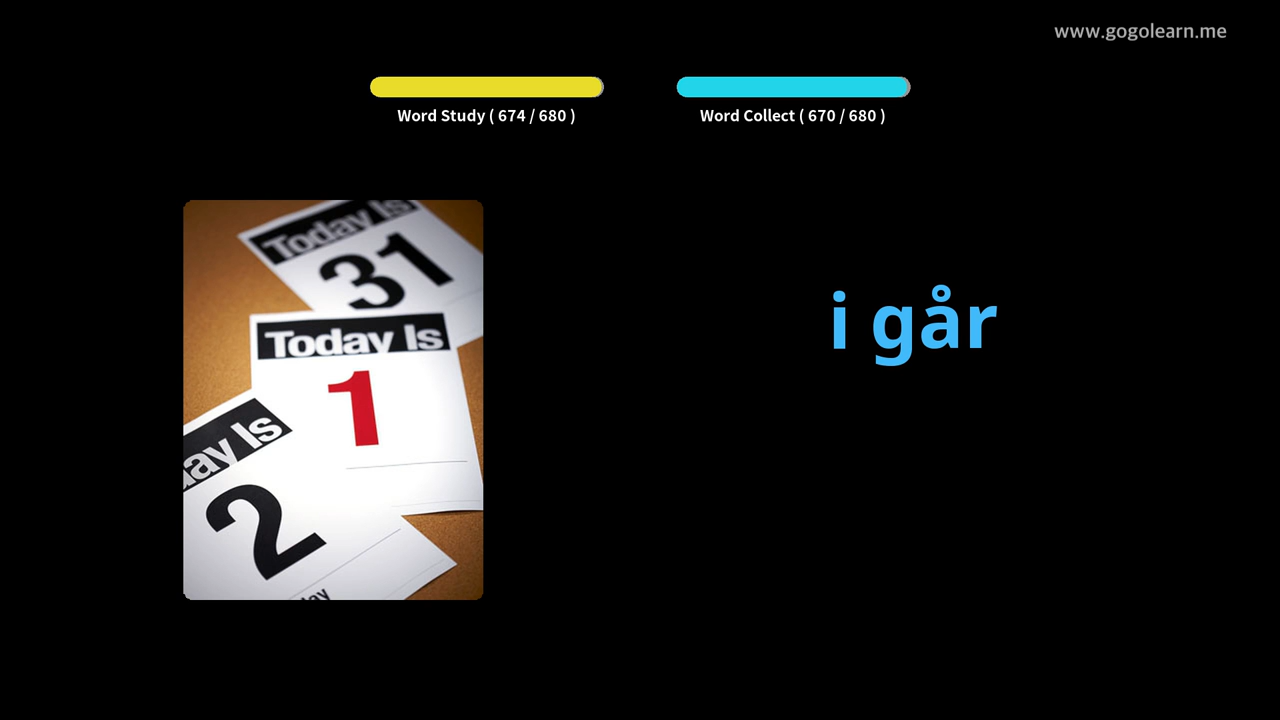 www.gogolearn.me
Word Study ( 674 / 680 )
Word Collect ( 670 / 680 )
Today Is
31
Today Is
1
i går
ay Is
2
ay